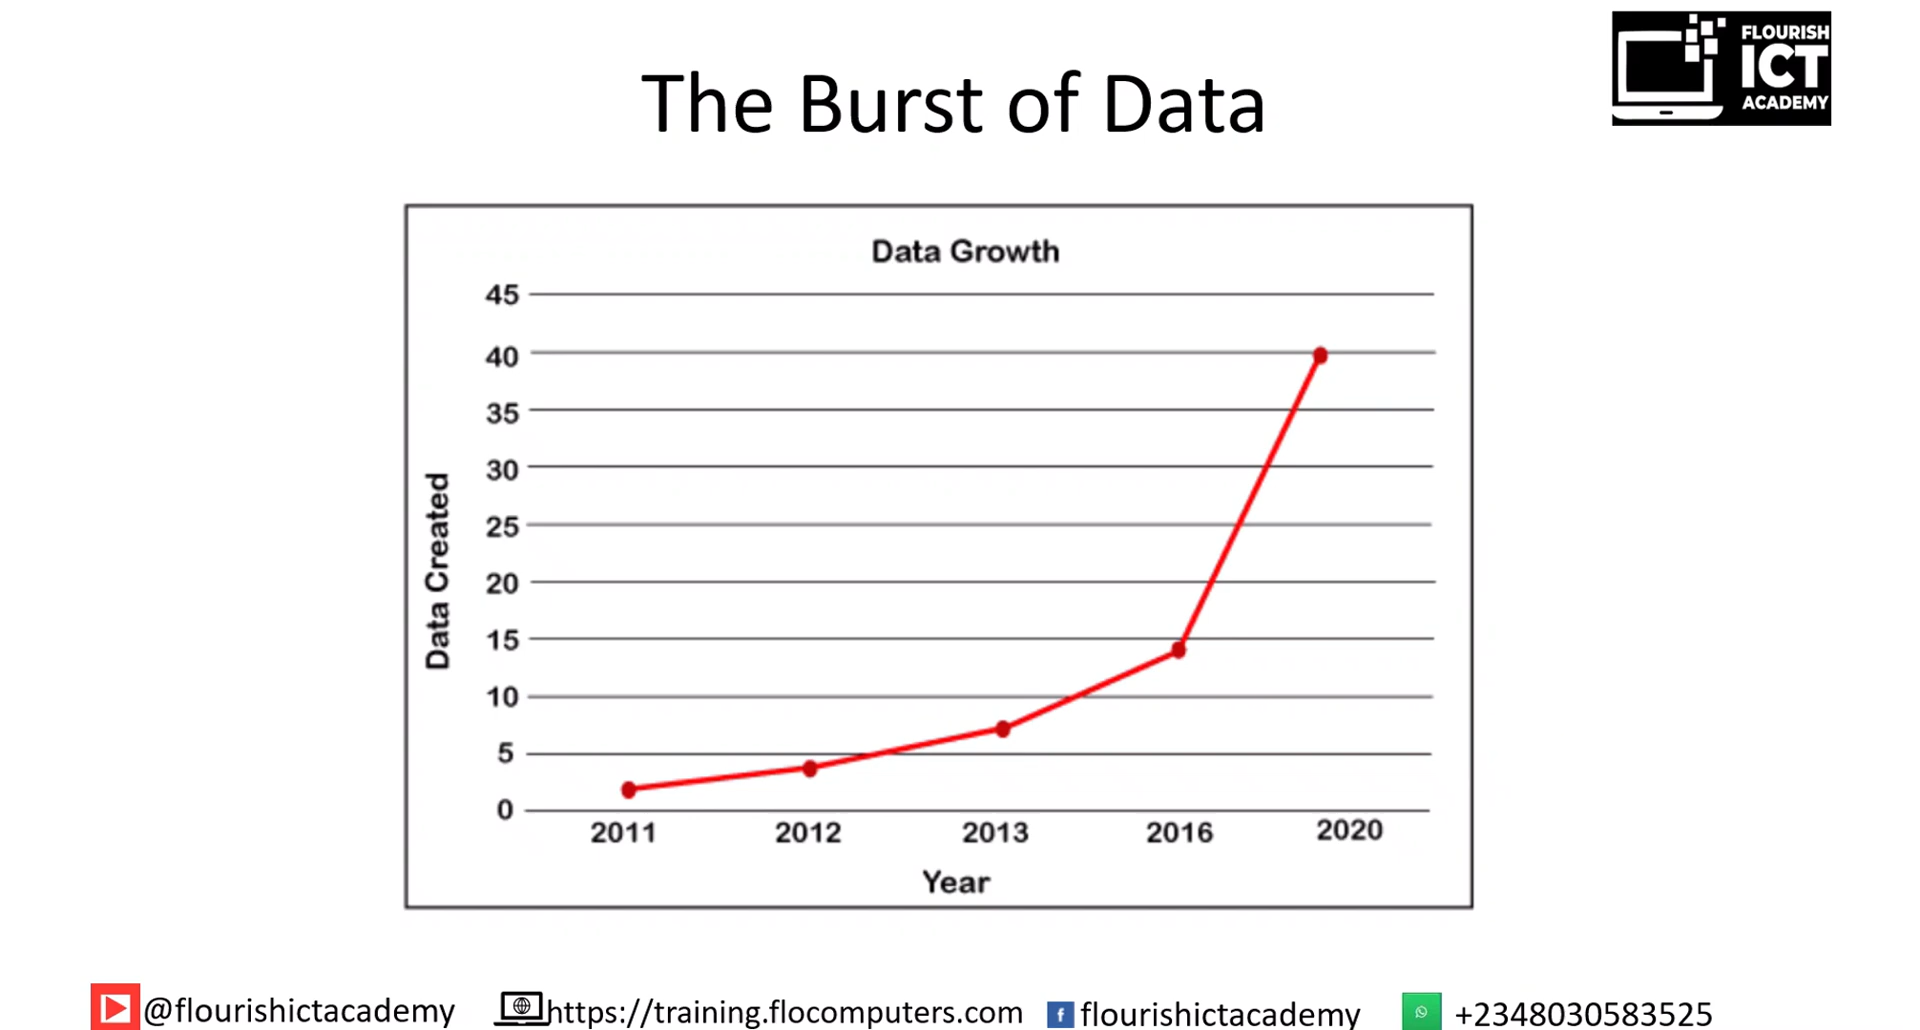 FLOURISH
ICT
ACADEMY
The Burst of Data
Data Growth
45
40
35
30
25
20
15
10
5
0
Data Created
2011 2012 2013 2016 2020
Year
@flourishictacademy https://training.flocomputers.com flourishictacademy +2348030583525